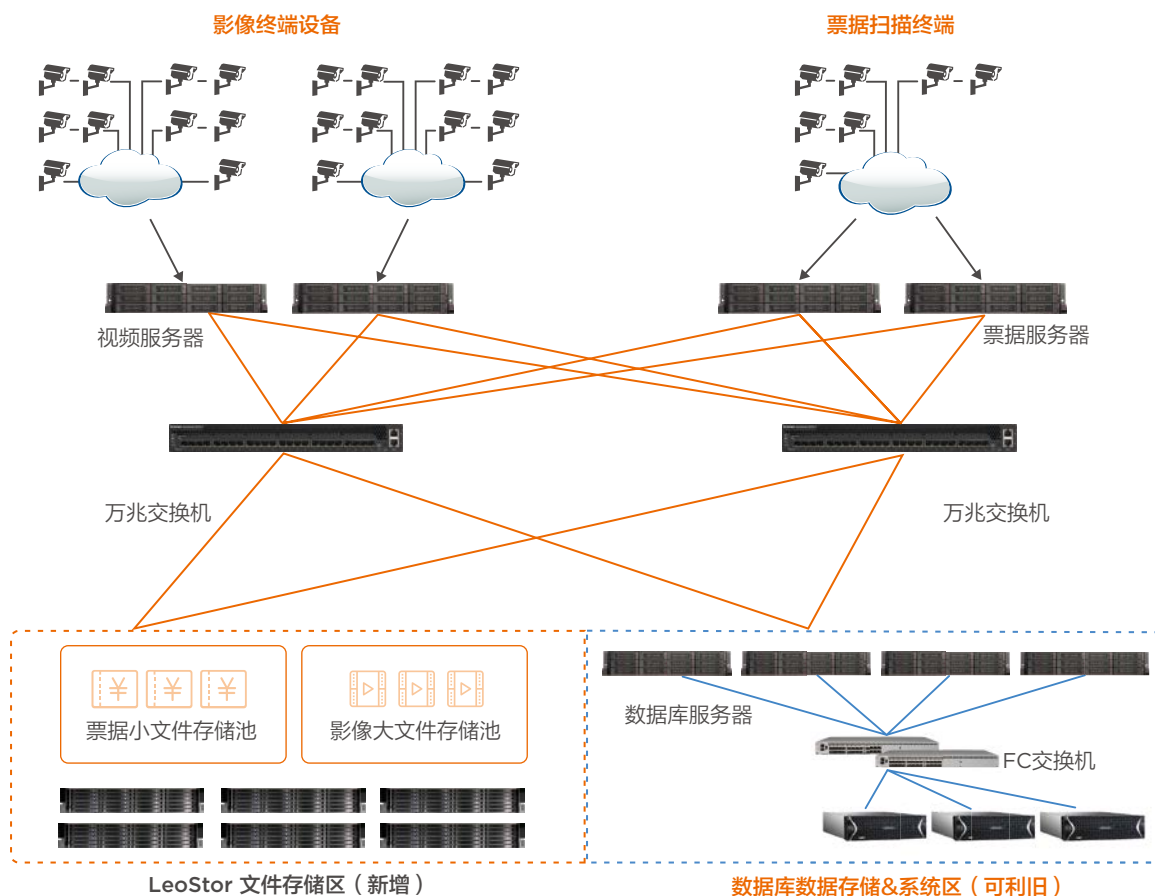 影像终端设备
票据扫描终端
视频服务器
票据服务器
万兆交换机
万兆交换机
¥ ¥ ¥
票据小文件存储池
影像大文件存储池
数据库服务器
FC交换机
LeoStor 文件存储区（新增）
数据库数据存储&系统区（可利旧）